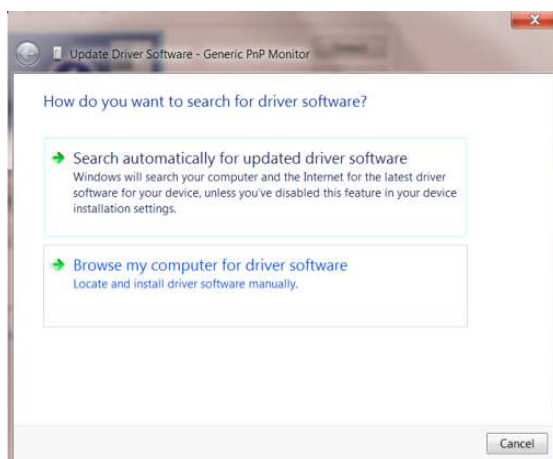 Update Driver Software - Generic PnP Monitor
How do you want to search for driver software?
Search automatically for updated driver software
Windows will search your computer and the Internet for the latest driver
software for your device, unless you've disabled this feature in your device
installation settings.
Browse my computer for driver software
Locate and install driver software manually.
Cancel